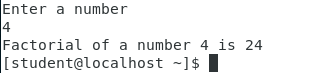 Enter a number
4
Factorial of a number 4 is 24
[student@localhost ~]$